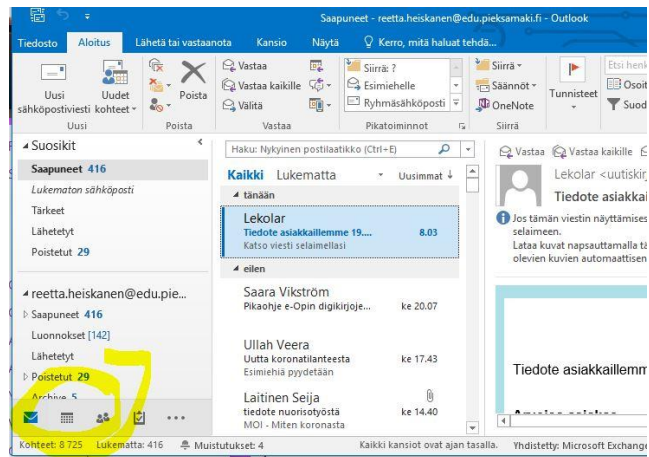 Saapuneet - reetta.heiskanen@edu.pieksamaki.fi - Outlook
Tiedosto Aloitus Lähetä tai vastaanota Kansio Näytä Kerro, mitä haluat tehdä...
Uusi sähköpostiviesti
Uudet kohteet
Uusi
Poista
Poista
Vastaa
Vastaa kaikille
Välitä
Vastaa
Siirrä: ?
Esimiehelle
Ryhmäsähköposti
Pikatoiminnot
Siirrä
Säännöt
OneNote
Siirrä
Tunnisteet
Etsi henk
Osoit
Suod
Suosikit
Saapuneet 416
Lukematon sähköposti
Tärkeet
Lähetetyt
Poistetut 29
reetta.heiskanen@edu.pie...
Saapuneet 416
Luonnokset [142]
Lähetetyt
Poistetut 29
Archive 5
Haku: Nykyinen postilaatikko (Ctrl+E)
Kaikki Lukematta Uusimmat ↓
tänään
Lekolar
Tiedote asiakkaillemme 19.... 8.03
Katso viesti selaimellasi
eilen
Saara Vikström
Pikaohje e-Opin digikirjoje... ke 20.07
Ullah Veera
Uutta koronatilanteesta ke 17.43
Esimiehiä pyydetään
Laitinen Seija
tiedote nuorisotyöstä ke 14.40
MOI - Miten koronasta
Vastaa Vastaa kaikille
Lekolar <uutiskirj
Tiedote asiakkai
Jos tämän viestin näyttämises
selaimeen.
Lataa kuvat napsauttamalla tä
olevien kuvien automaattisen
Tiedote asiakkaillemm
Kohteet: 8 725 Lukematta: 416 Muistutukset: 4 Kaikki kansiot ovat ajan tasalla. Yhdistetty: Microsoft Exchange